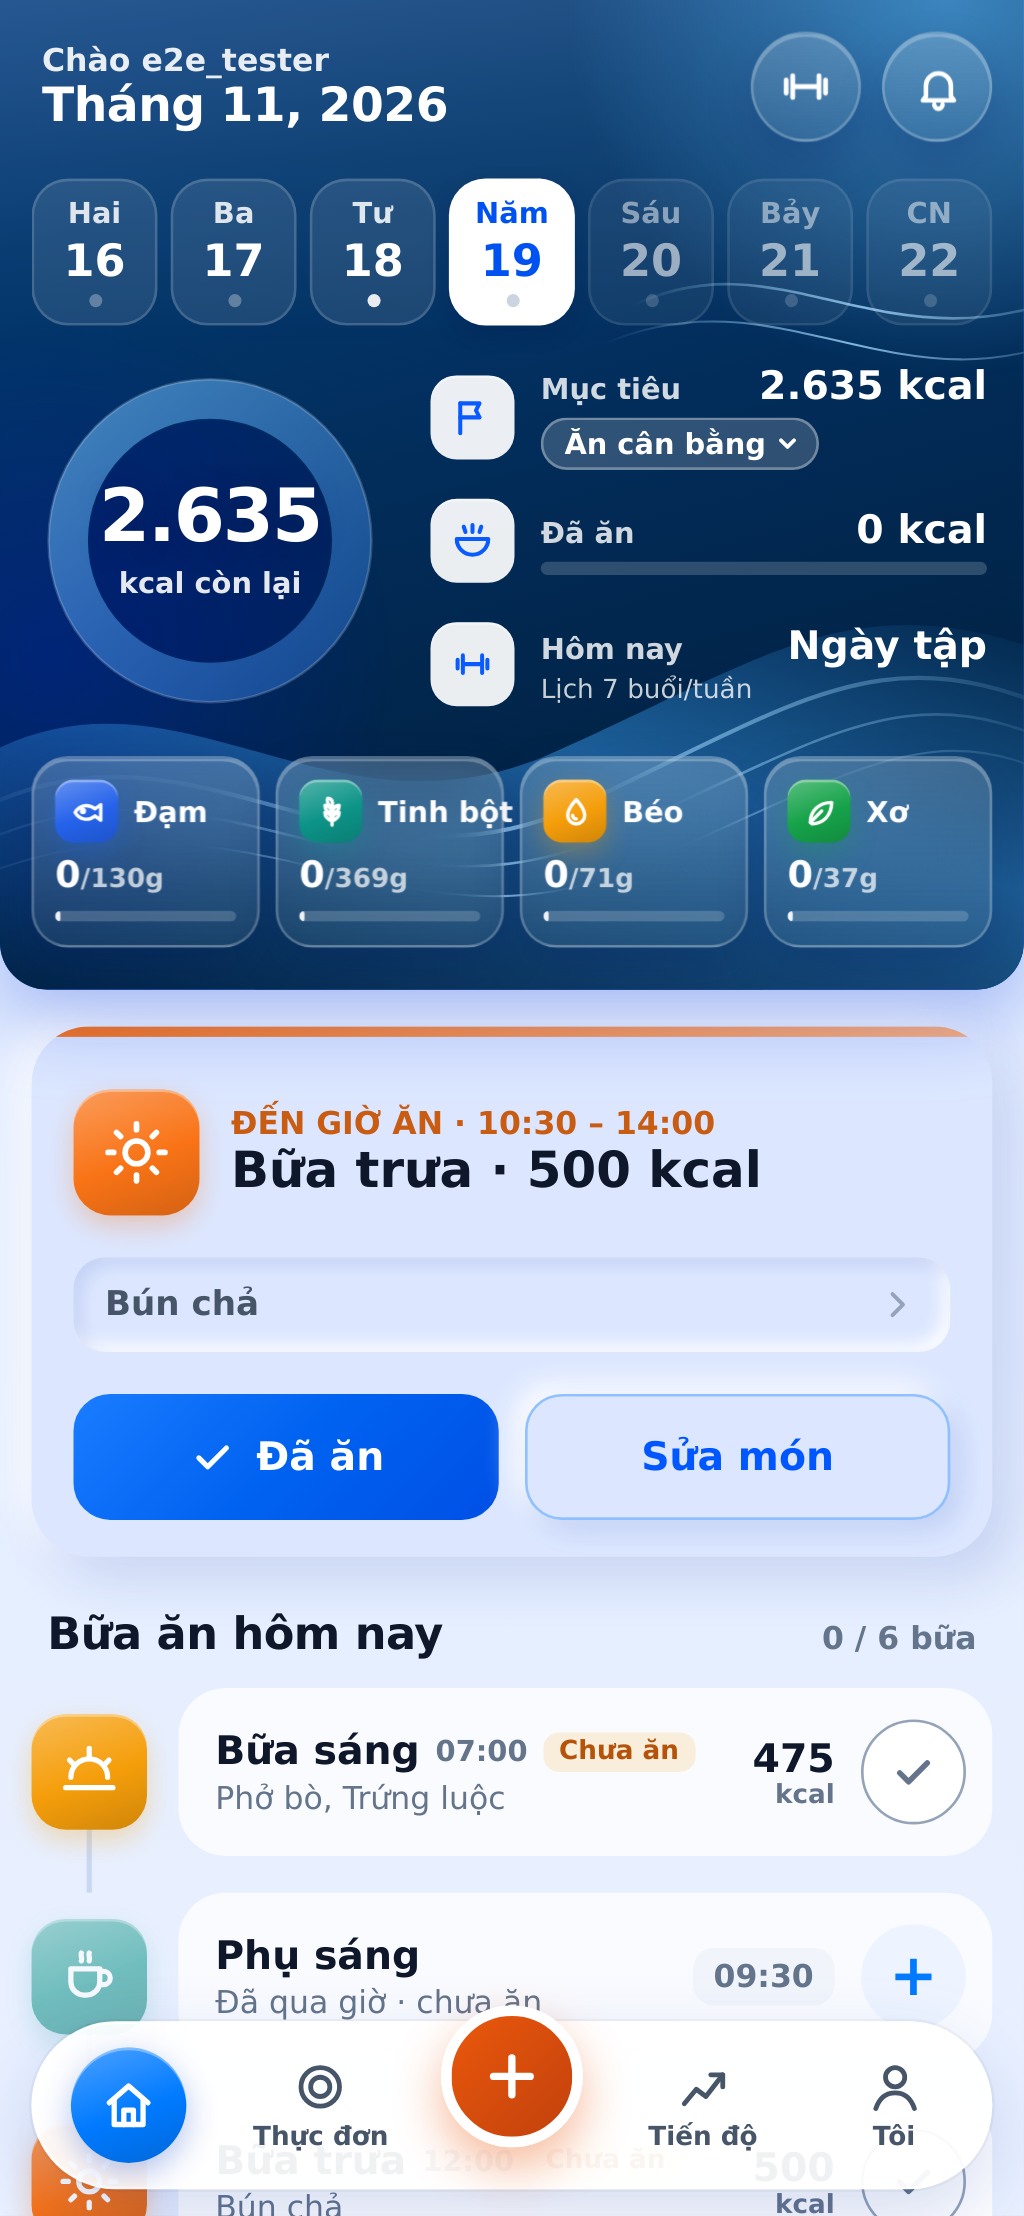 Chào e2e_tester
Tháng 11, 2026
Hai Ba Tư Năm Sáu Bảy CN
16 17 18 19 20 21 22
Mục tiêu 2.635 kcal
Ăn cân bằng
2.635
kcal còn lại
Đã ăn 0 kcal
Hôm nay Ngày tập
Lịch 7 buổi/tuần
Đạm Tinh bột Béo Xơ
0/130g 0/369g 0/71g 0/37g
ĐẾN GIỜ ĂN · 10:30 – 14:00
Bữa trưa · 500 kcal
Bún chả
Đã ăn Sửa món
Bữa ăn hôm nay 0 / 6 bữa
Bữa sáng 07:00 Chưa ăn 475
kcal
Phở bò, Trứng luộc
Phụ sáng 09:30
Đã qua giờ · chưa ăn
Thực đơn Tiến độ Tôi
Bữa trưa 12:00 Chưa ăn 500
Bún chả kcal